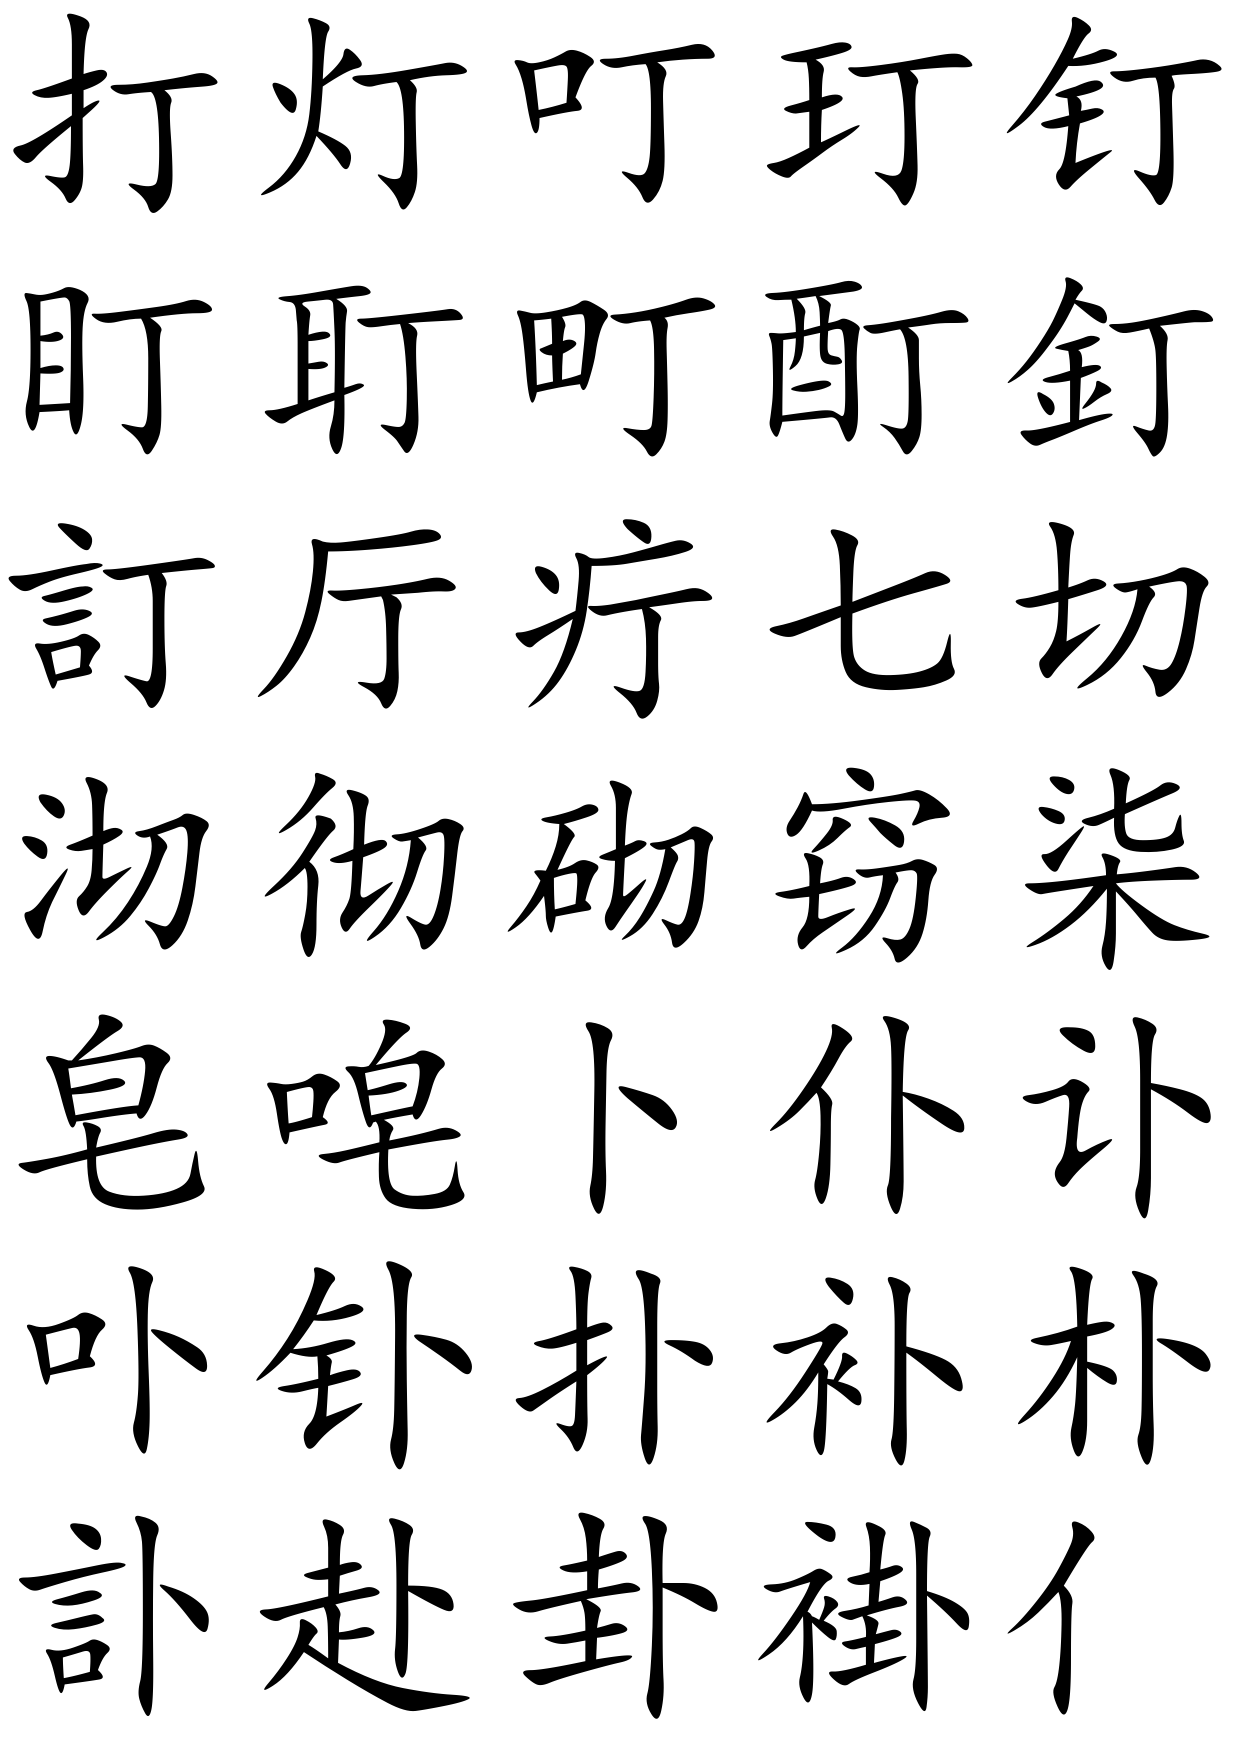 打灯叮玎钉
盯耵町酊釘
訂厅疔七切
沏彻砌窃柒
皂唣卜仆讣
卟钋扑补朴
訃赴卦褂亻